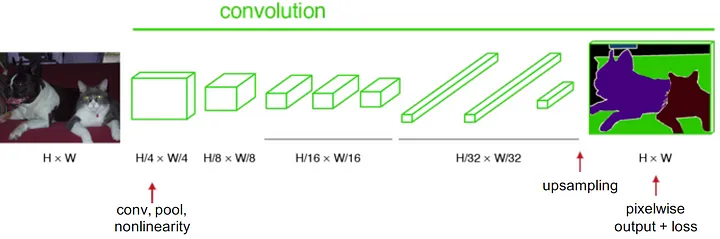 convolution
H × W
H/4 × W/4
H/8 × W/8
H/16 × W/16
H/32 × W/32
H × W
conv, pool,
nonlinearity
upsampling
pixelwise
output + loss